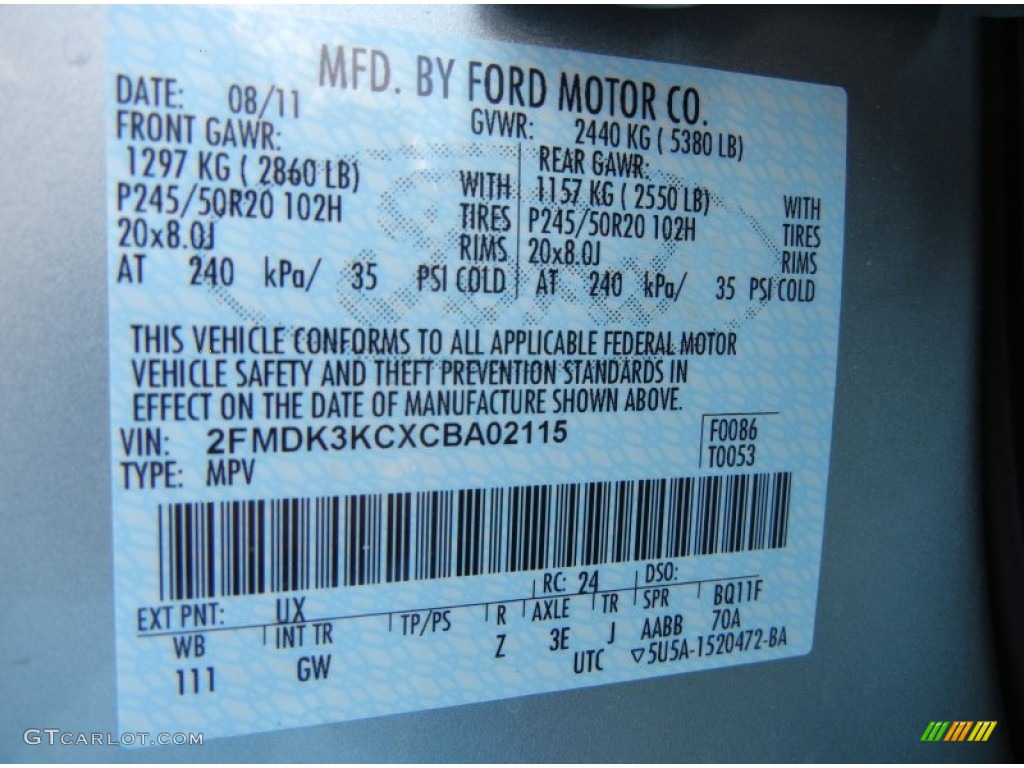 MFD. BY FORD MOTOR CO.
DATE: 08/11 GVWR: 2440 KG ( 5380 LB)
FRONT GAWR: REAR GAWR:
1297 KG ( 2860 LB) WITH 1157 KG ( 2550 LB) WITH
P245/50R20 102H TIRES P245/50R20 102H TIRES
20x8.0J RIMS 20x8.0J RIMS
AT 240 kPa/ 35 PSI COLD AT 240 kPa/ 35 PSI COLD
THIS VEHICLE CONFORMS TO ALL APPLICABLE FEDERAL MOTOR
VEHICLE SAFETY AND THEFT PREVENTION STANDARDS IN
EFFECT ON THE DATE OF MANUFACTURE SHOWN ABOVE.
VIN: 2FMDK3KCXCBA02115 F0086
TYPE: MPV T0053
EXT PNT: UX RC: 24 DSO:
WB INT TR TP/PS R AXLE TR SPR BQ11F
111 GW Z 3E J AABB 70A
UTC ▽5U5A-1520472-BA
GTCARLOT.COM